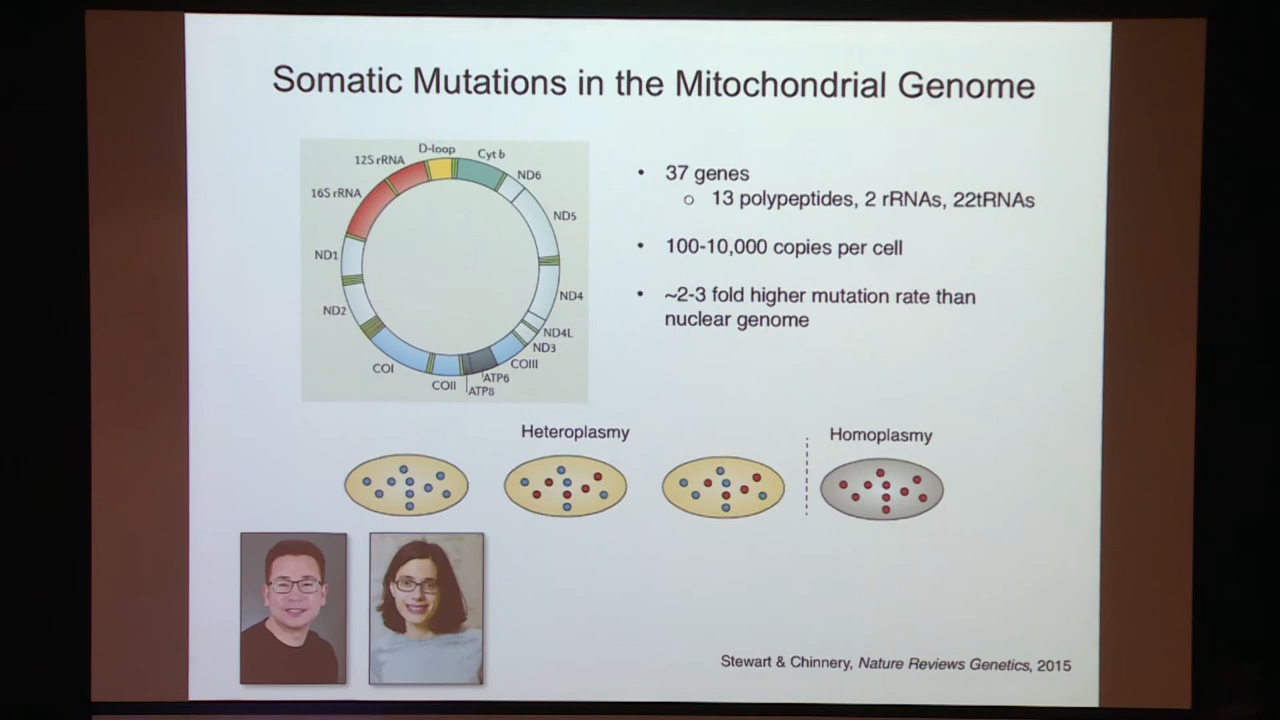 Somatic Mutations in the Mitochondrial Genome
D-loop
Cyt b
12S rRNA
ND6
16S rRNA
ND5
ND1
ND4
ND2
ND4L
ND3
COIII
COI
ATP6
COII
ATP8
• 37 genes
o 13 polypeptides, 2 rRNAs, 22tRNAs
• 100-10,000 copies per cell
• ~2-3 fold higher mutation rate than
nuclear genome
Heteroplasmy
Homoplasmy
Stewart & Chinnery, Nature Reviews Genetics, 2015